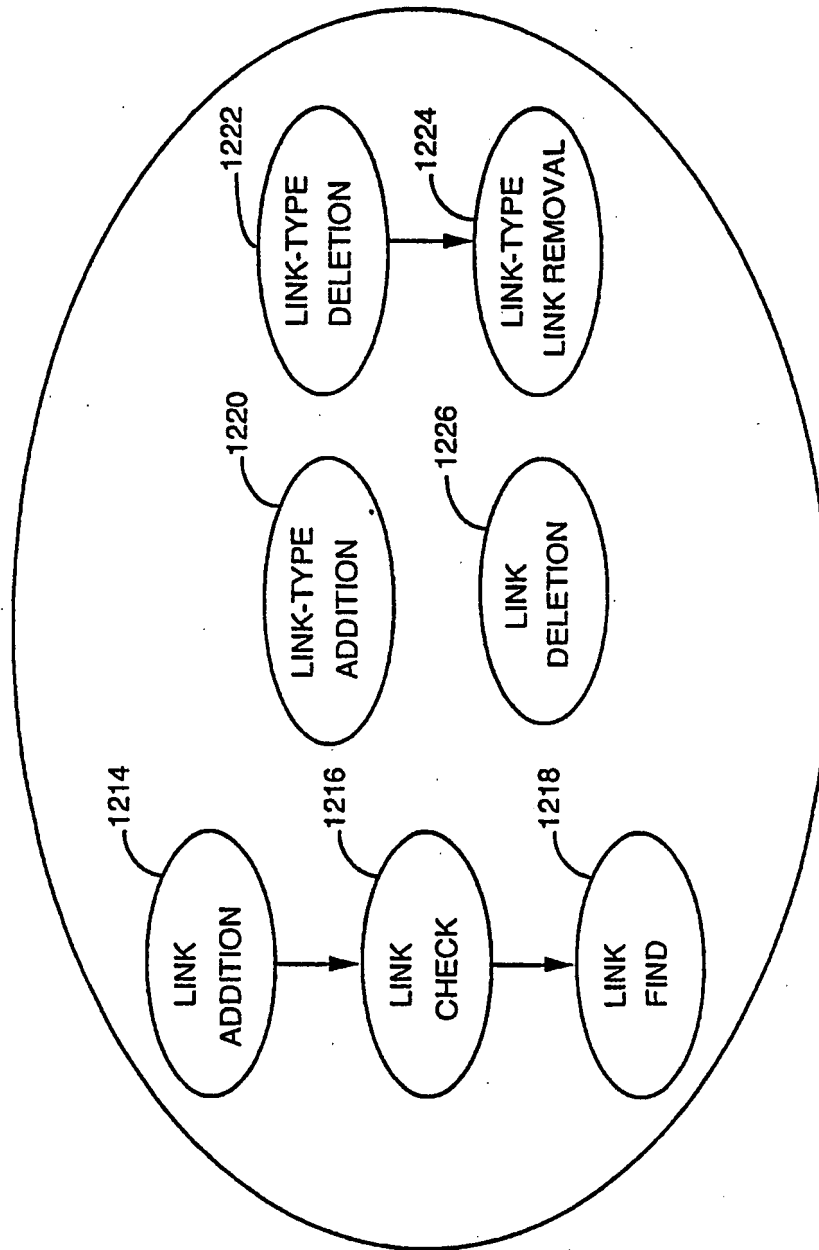 1214
LINK
ADDITION
1216
LINK
CHECK
1218
LINK
FIND
1220
LINK-TYPE
ADDITION
1226
LINK
DELETION
1222
LINK-TYPE
DELETION
1224
LINK-TYPE
LINK REMOVAL